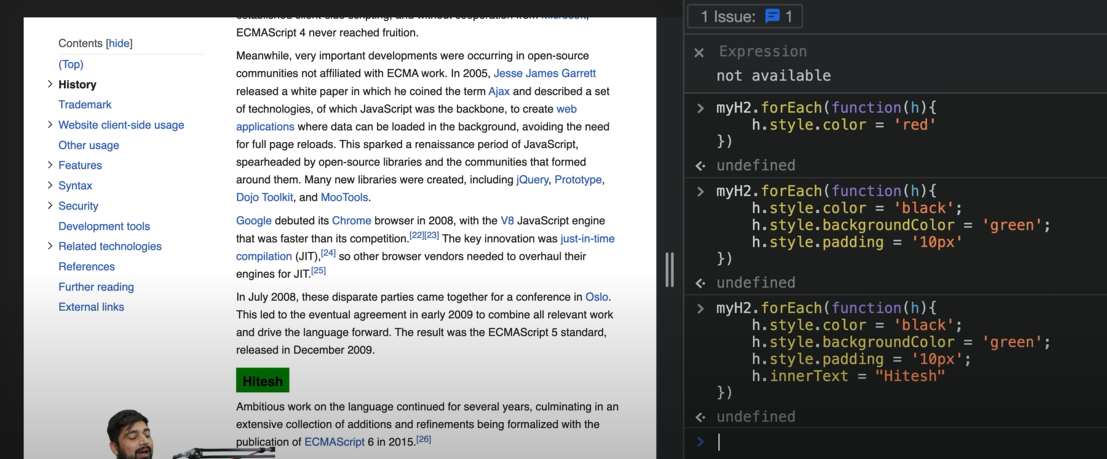 ECMAScript 4 never reached fruition.
Contents [hide]
(Top)
History
Trademark
Website client-side usage
Other usage
Features
Syntax
Security
Development tools
Related technologies
References
Further reading
External links
Meanwhile, very important developments were occurring in open-source
communities not affiliated with ECMA work. In 2005, Jesse James Garrett
released a white paper in which he coined the term Ajax and described a set
of technologies, of which JavaScript was the backbone, to create web
applications where data can be loaded in the background, avoiding the need
for full page reloads. This sparked a renaissance period of JavaScript,
spearheaded by open-source libraries and the communities that formed
around them. Many new libraries were created, including jQuery, Prototype,
Dojo Toolkit, and MooTools.
Google debuted its Chrome browser in 2008, with the V8 JavaScript engine
that was faster than its competition.[22][23] The key innovation was just-in-time
compilation (JIT),[24] so other browser vendors needed to overhaul their
engines for JIT.[25]
In July 2008, these disparate parties came together for a conference in Oslo.
This led to the eventual agreement in early 2009 to combine all relevant work
and drive the language forward. The result was the ECMAScript 5 standard,
released in December 2009.
Hitesh
Ambitious work on the language continued for several years, culminating in an
extensive collection of additions and refinements being formalized with the
publication of ECMAScript 6 in 2015.[26]
1 Issue: 1
Expression
not available
myH2.forEach(function(h){
h.style.color = 'red'
})
undefined
myH2.forEach(function(h){
h.style.color = 'black';
h.style.backgroundColor = 'green';
h.style.padding = '10px'
})
undefined
myH2.forEach(function(h){
h.style.color = 'black';
h.style.backgroundColor = 'green';
h.style.padding = '10px';
h.innerText = "Hitesh"
})
undefined